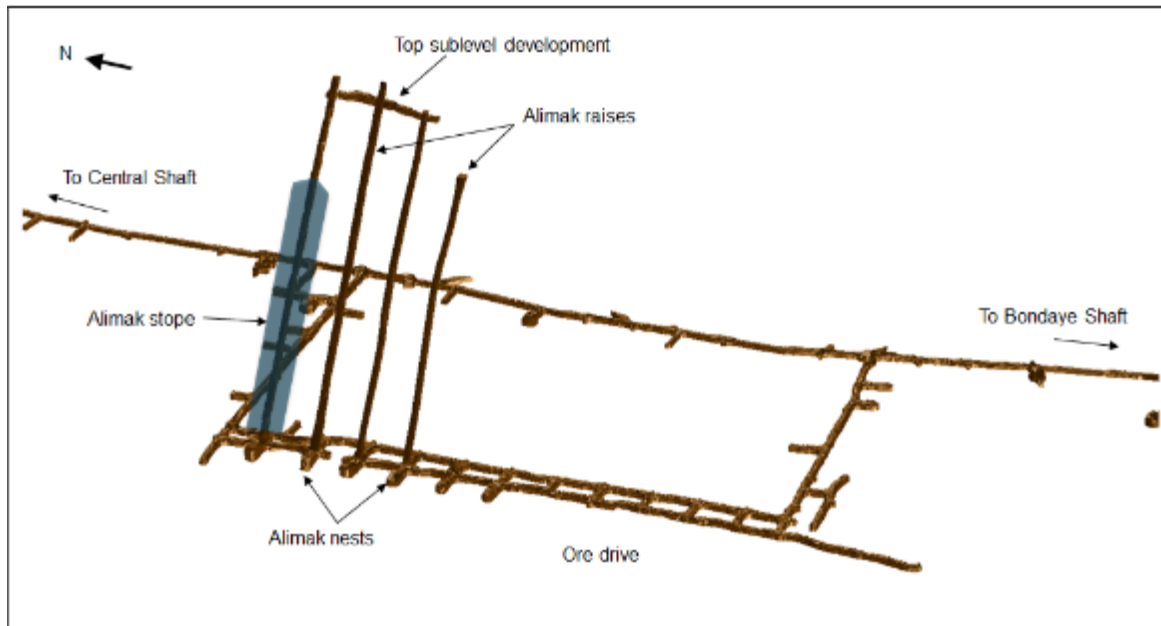 Top sublevel development
N
Alimak raises
To Central Shaft
Alimak stope
To Bondaye Shaft
Alimak nests
Ore drive